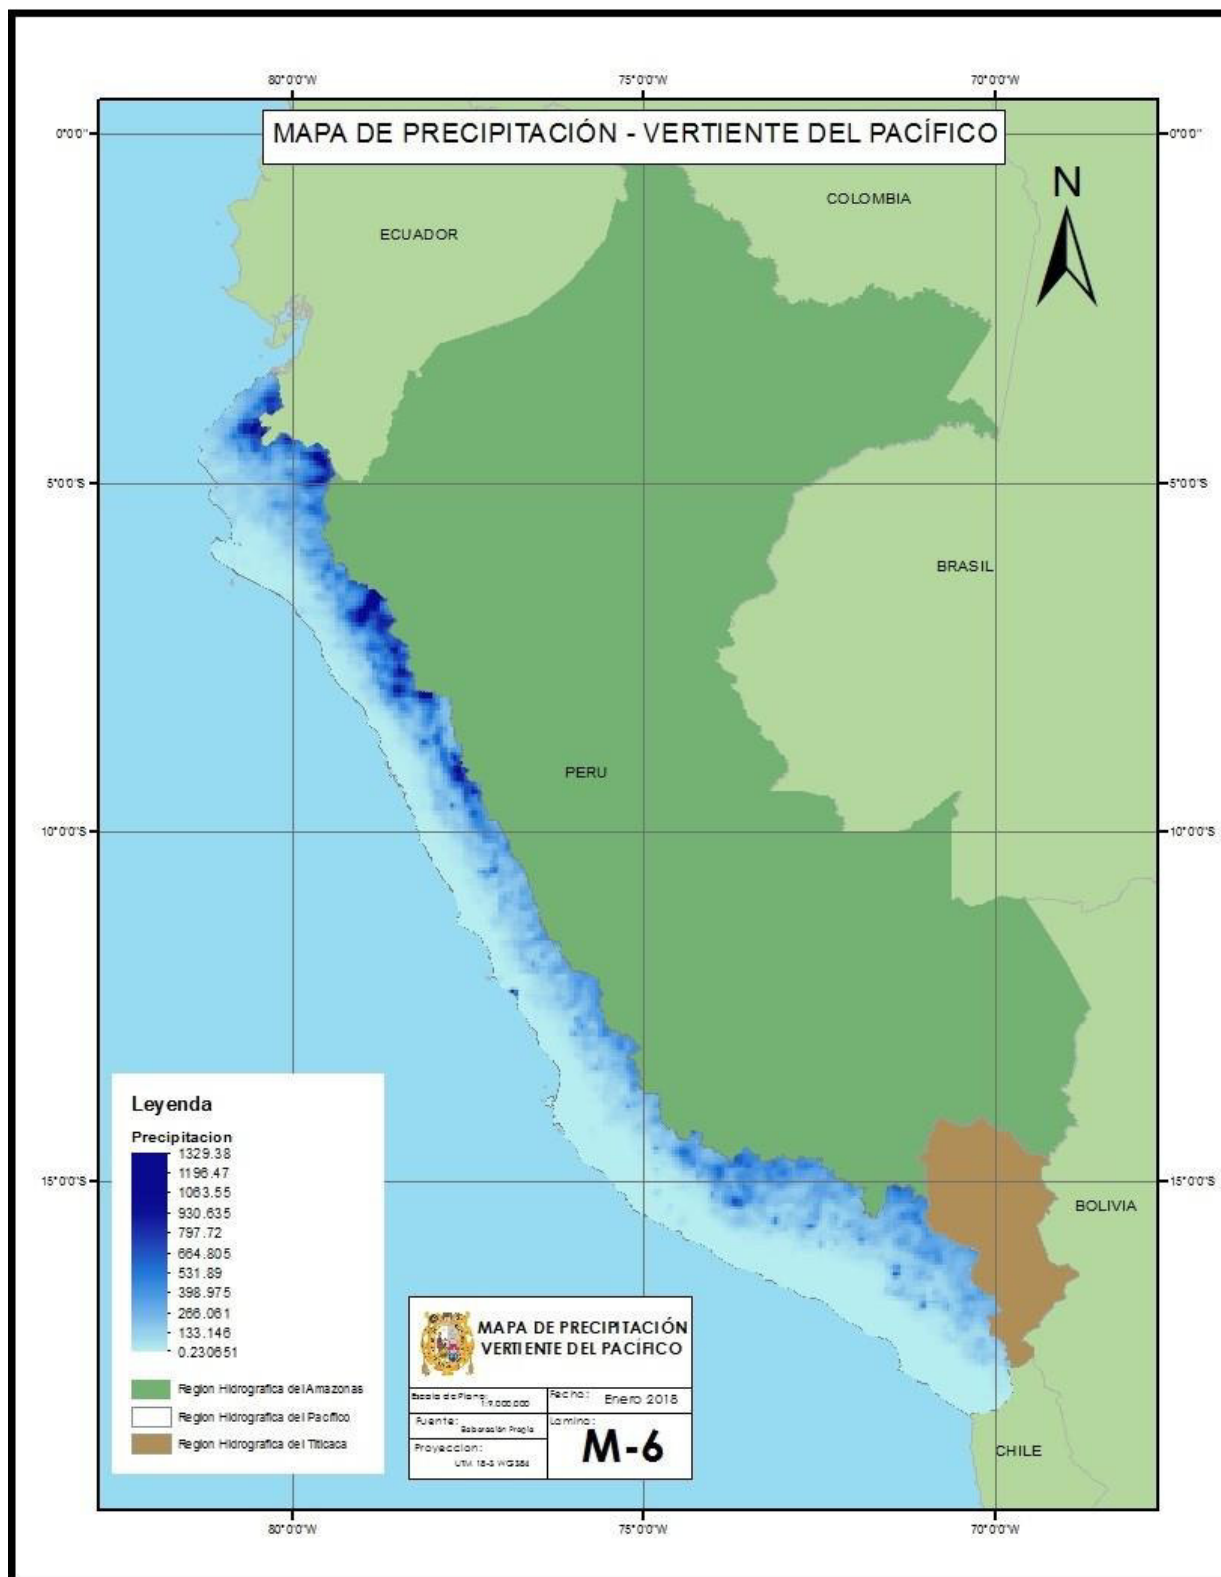 80°0'0"W 75°0'0"W 70°0'0"W
0°0'0" 0°0'0"
MAPA DE PRECIPITACIÓN - VERTIENTE DEL PACÍFICO
N
COLOMBIA
ECUADOR
5°0'0"S 5°0'0"S
BRASIL
PERU
10°0'0"S 10°0'0"S
15°0'0"S 15°0'0"S
BOLIVIA
CHILE
Leyenda
Precipitacion
1329.38
1196.47
1063.55
930.635
797.72
664.805
531.89
398.975
266.061
133.146
0.230651
Region Hidrografica del Amazonas
Region Hidrografica del Pacifico
Region Hidrografica del Titicaca
MAPA DE PRECIPITACIÓN
VERTIENTE DEL PACÍFICO
Escala de Plano:
Fecha: Enero 2018
Fuente:
Elaboración Propia
Lamina:
M-6
Proyeccion:
80°0'0"W 75°0'0"W 70°0'0"W